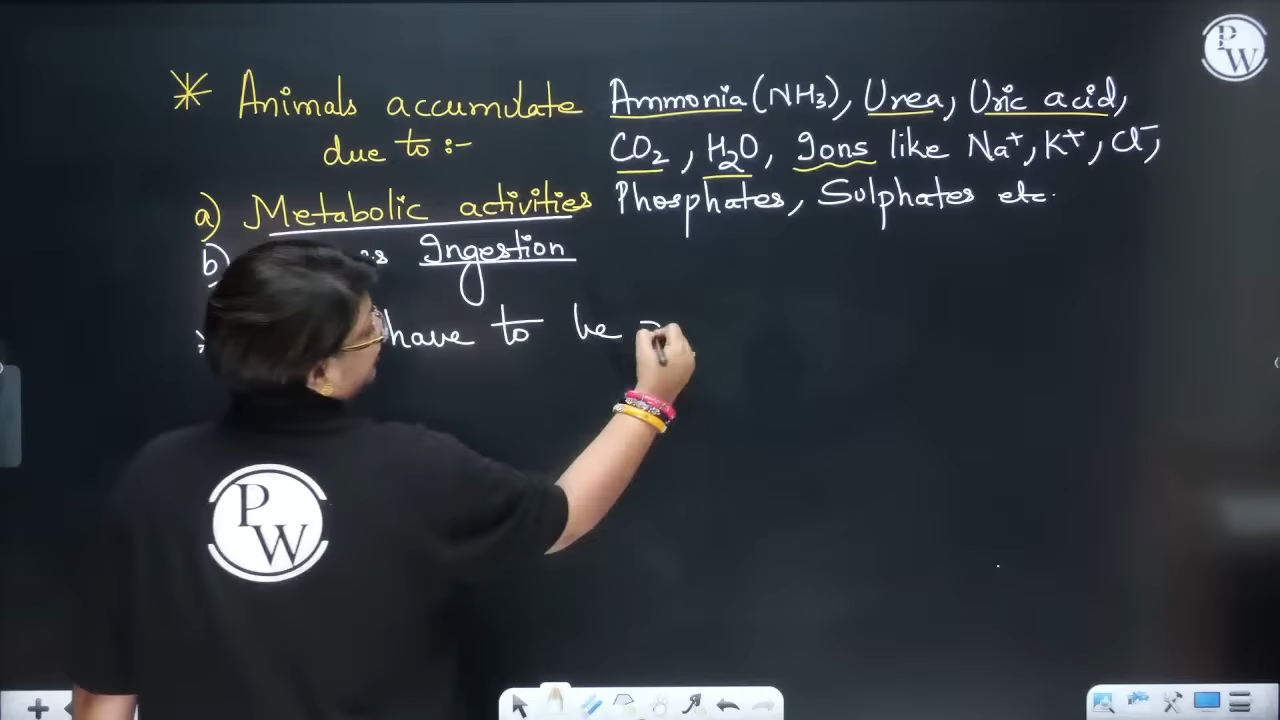 PW
* Animals accumulate Ammonia (NH3), Urea, Uric acid,
due to :- CO2, H2O, Ions like Na+, K+, Cl-,
a) Metabolic activities Phosphates, Sulphates etc.
b) Ingestion
have to be
PW